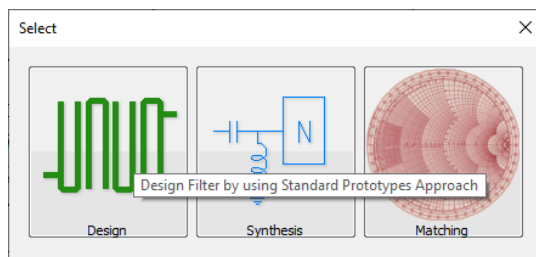 Select
N
Design Filter by using Standard Prototypes Approach
Design
Synthesis
Matching